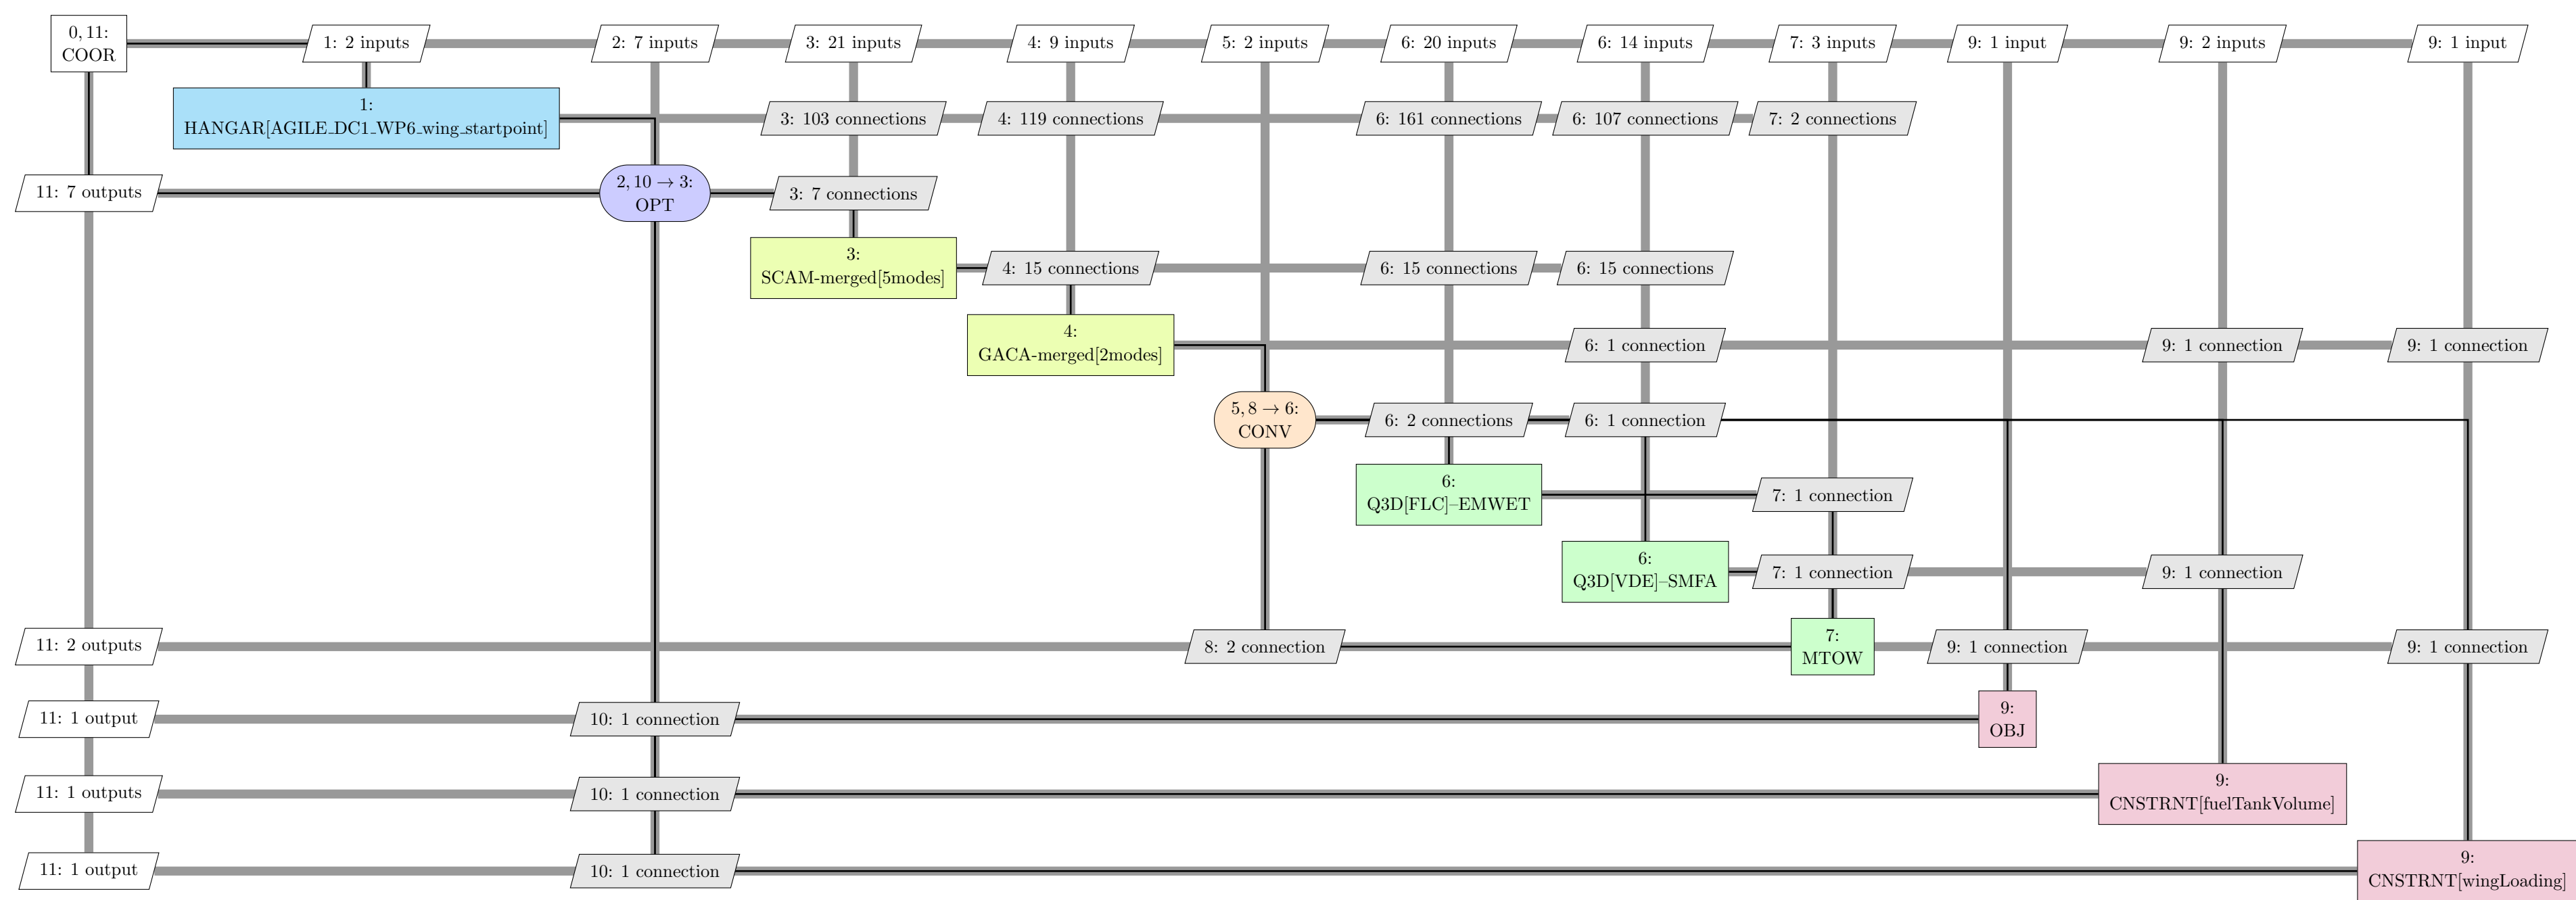 0, 11:
COOR
1: 2 inputs
2: 7 inputs
3: 21 inputs
4: 9 inputs
5: 2 inputs
6: 20 inputs
6: 14 inputs
7: 3 inputs
9: 1 input
9: 2 inputs
9: 1 input
1:
HANGAR[AGILE_DC1_WP6_wing_startpoint]
3: 103 connections
4: 119 connections
6: 161 connections
6: 107 connections
7: 2 connections
11: 7 outputs
2, 10 → 3:
OPT
3: 7 connections
3:
SCAM-merged[5modes]
4: 15 connections
6: 15 connections
6: 15 connections
4:
GACA-merged[2modes]
6: 1 connection
9: 1 connection
9: 1 connection
5, 8 → 6:
CONV
6: 2 connections
6: 1 connection
6:
Q3D[FLC]–EMWET
7: 1 connection
6:
Q3D[VDE]–SMFA
7: 1 connection
9: 1 connection
11: 2 outputs
8: 2 connection
7:
MTOW
9: 1 connection
9: 1 connection
11: 1 output
10: 1 connection
9:
OBJ
11: 1 outputs
10: 1 connection
9:
CNSTRNT[fuelTankVolume]
11: 1 output
10: 1 connection
9:
CNSTRNT[wingLoading]